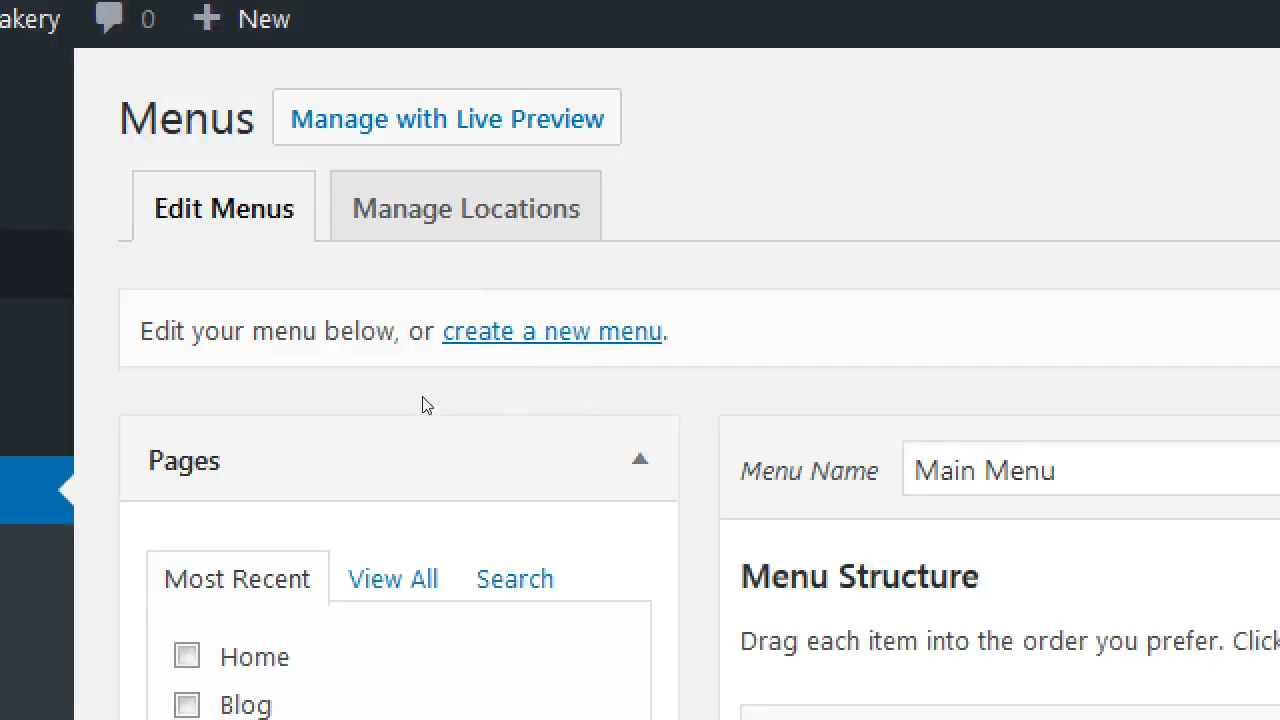 akery 0 New
Menus Manage with Live Preview
Edit Menus Manage Locations
Edit your menu below, or create a new menu.
Pages
Menu Name Main Menu
Most Recent View All Search
Menu Structure
Drag each item into the order you prefer. Click
Home
Blog